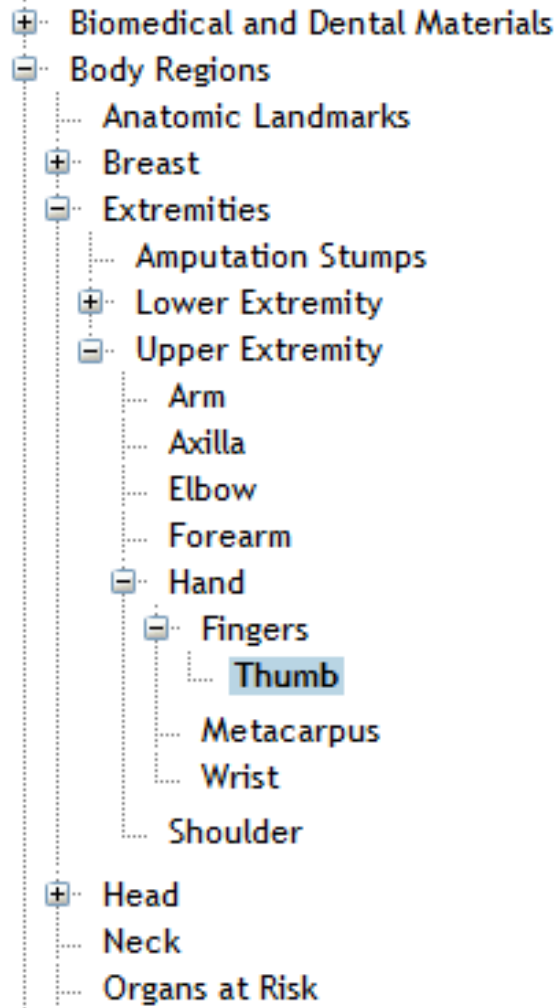 Biomedical and Dental Materials
Body Regions
Anatomic Landmarks
Breast
Extremities
Amputation Stumps
Lower Extremity
Upper Extremity
Arm
Axilla
Elbow
Forearm
Hand
Fingers
Thumb
Metacarpus
Wrist
Shoulder
Head
Neck
Organs at Risk